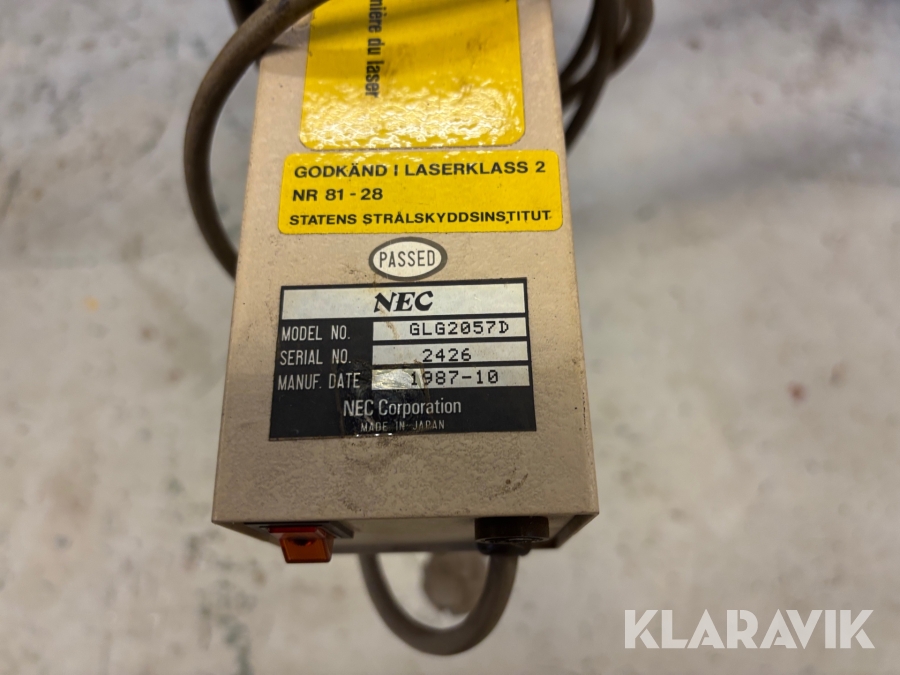 du laser
GODKÄND I LASERKLASS 2
NR 81-28
STATENS STRÅLSKYDDSINSTITUT
PASSED
NEC
MODEL NO. GLG2057D
SERIAL NO. 2426
MANUF. DATE 1987-10
NEC Corporation
MADE IN JAPAN
KLARAVIK